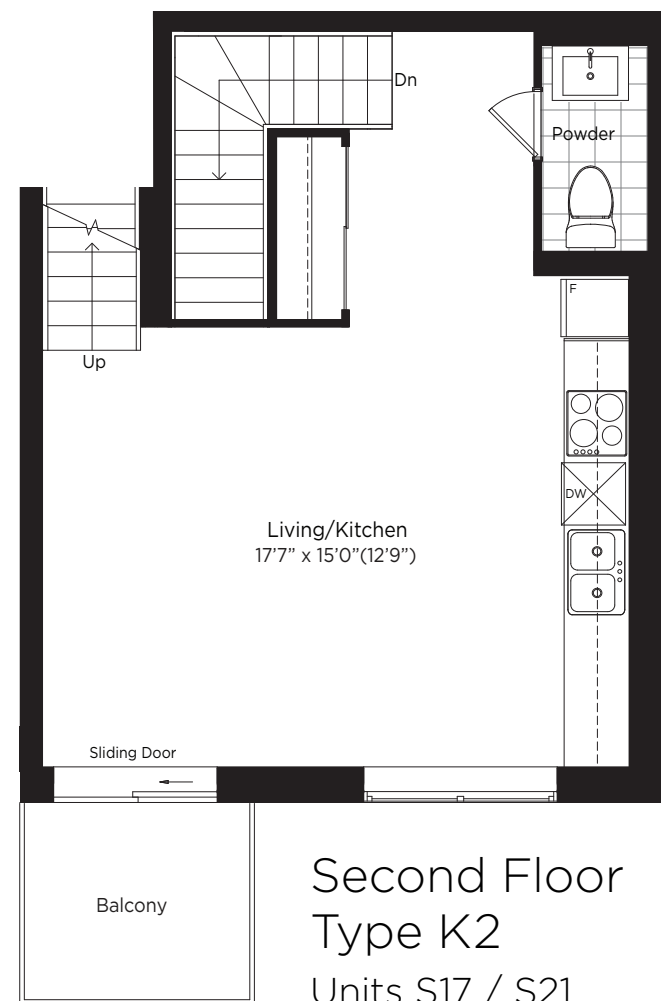 Dn
Powder
F
Up
DW
Living/Kitchen
17’7” x 15’0”(12’9”)
Sliding Door
Balcony
Second Floor
Type K2
Units S17 / S21